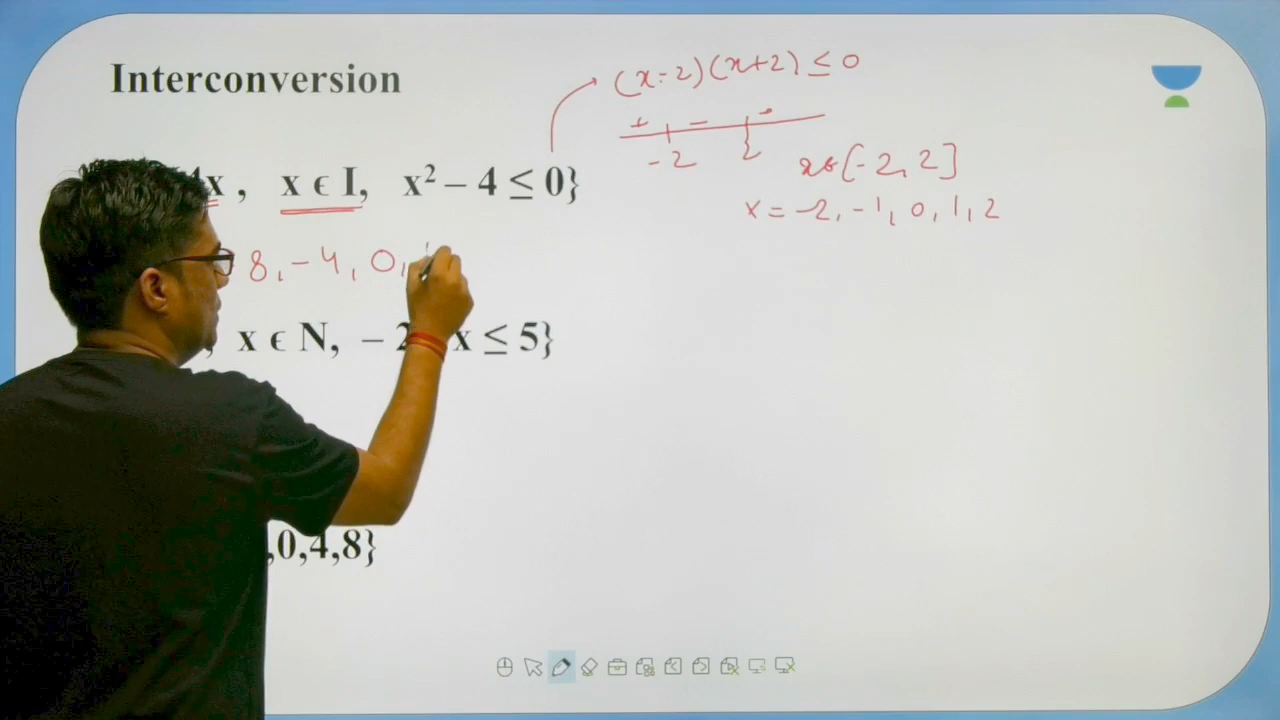 Interconversion
(x-2)(x+2) ≤ 0
+ - +
-2 2
x ϵ [-2, 2]
4x , x ϵ I, x² – 4 ≤ 0}
x = -2, -1, 0, 1, 2
8, -4, 0,
x ϵ N, – 2 x ≤ 5}
,0,4,8}